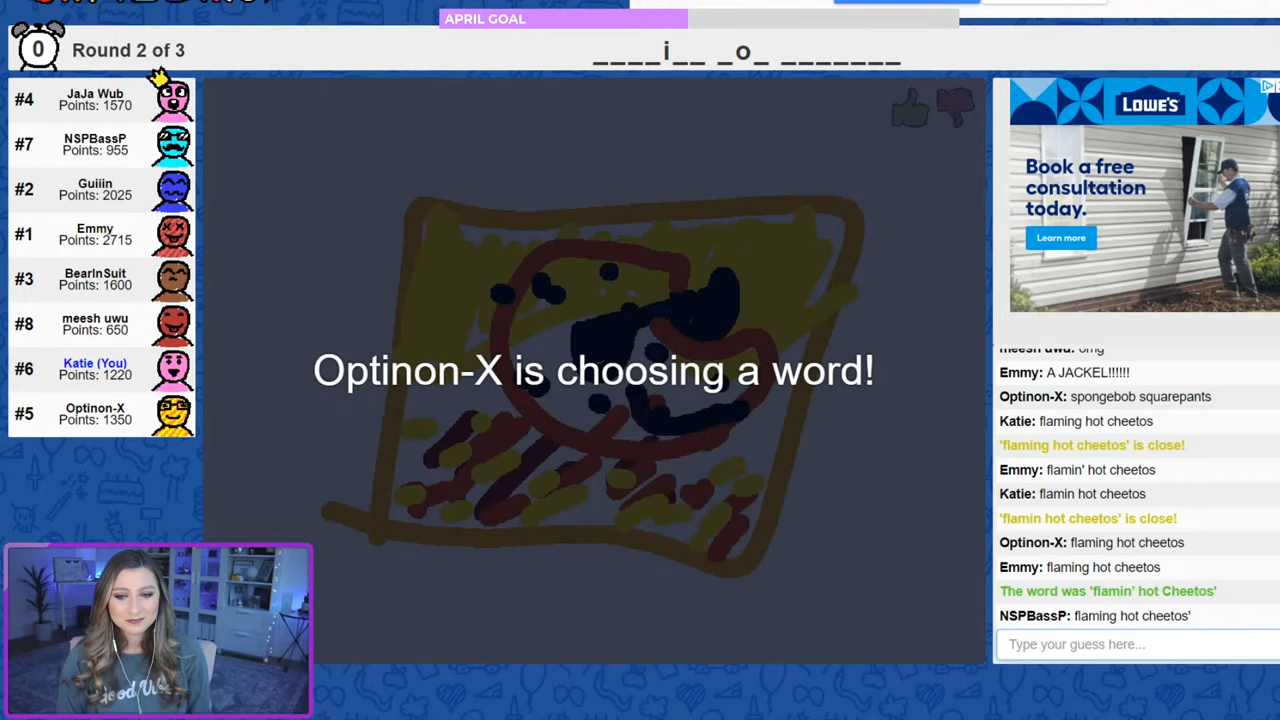 APRIL GOAL
0
Round 2 of 3
____i__ _o_ _______
#4
JaJa Wub
Points: 1570
#7
NSPBassP
Points: 955
#2
Guiiin
Points: 2025
#1
Emmy
Points: 2715
#3
BearInSuit
Points: 1600
#8
meesh uwu
Points: 650
#6
Katie (You)
Points: 1220
#5
Optinon-X
Points: 1350
Optinon-X is choosing a word!
LOWE'S
Book a free
consultation
today.
Learn more
meesh uwu: omg
Emmy: A JACKEL!!!!!!
Optinon-X: spongebob squarepants
Katie: flaming hot cheetos
'flaming hot cheetos' is close!
Emmy: flamin' hot cheetos
Katie: flamin hot cheetos
'flamin hot cheetos' is close!
Optinon-X: flaming hot cheetos
Emmy: flaming hot cheetos
The word was 'flamin’ hot Cheetos'
NSPBassP: flaming hot cheetos'
Type your guess here...